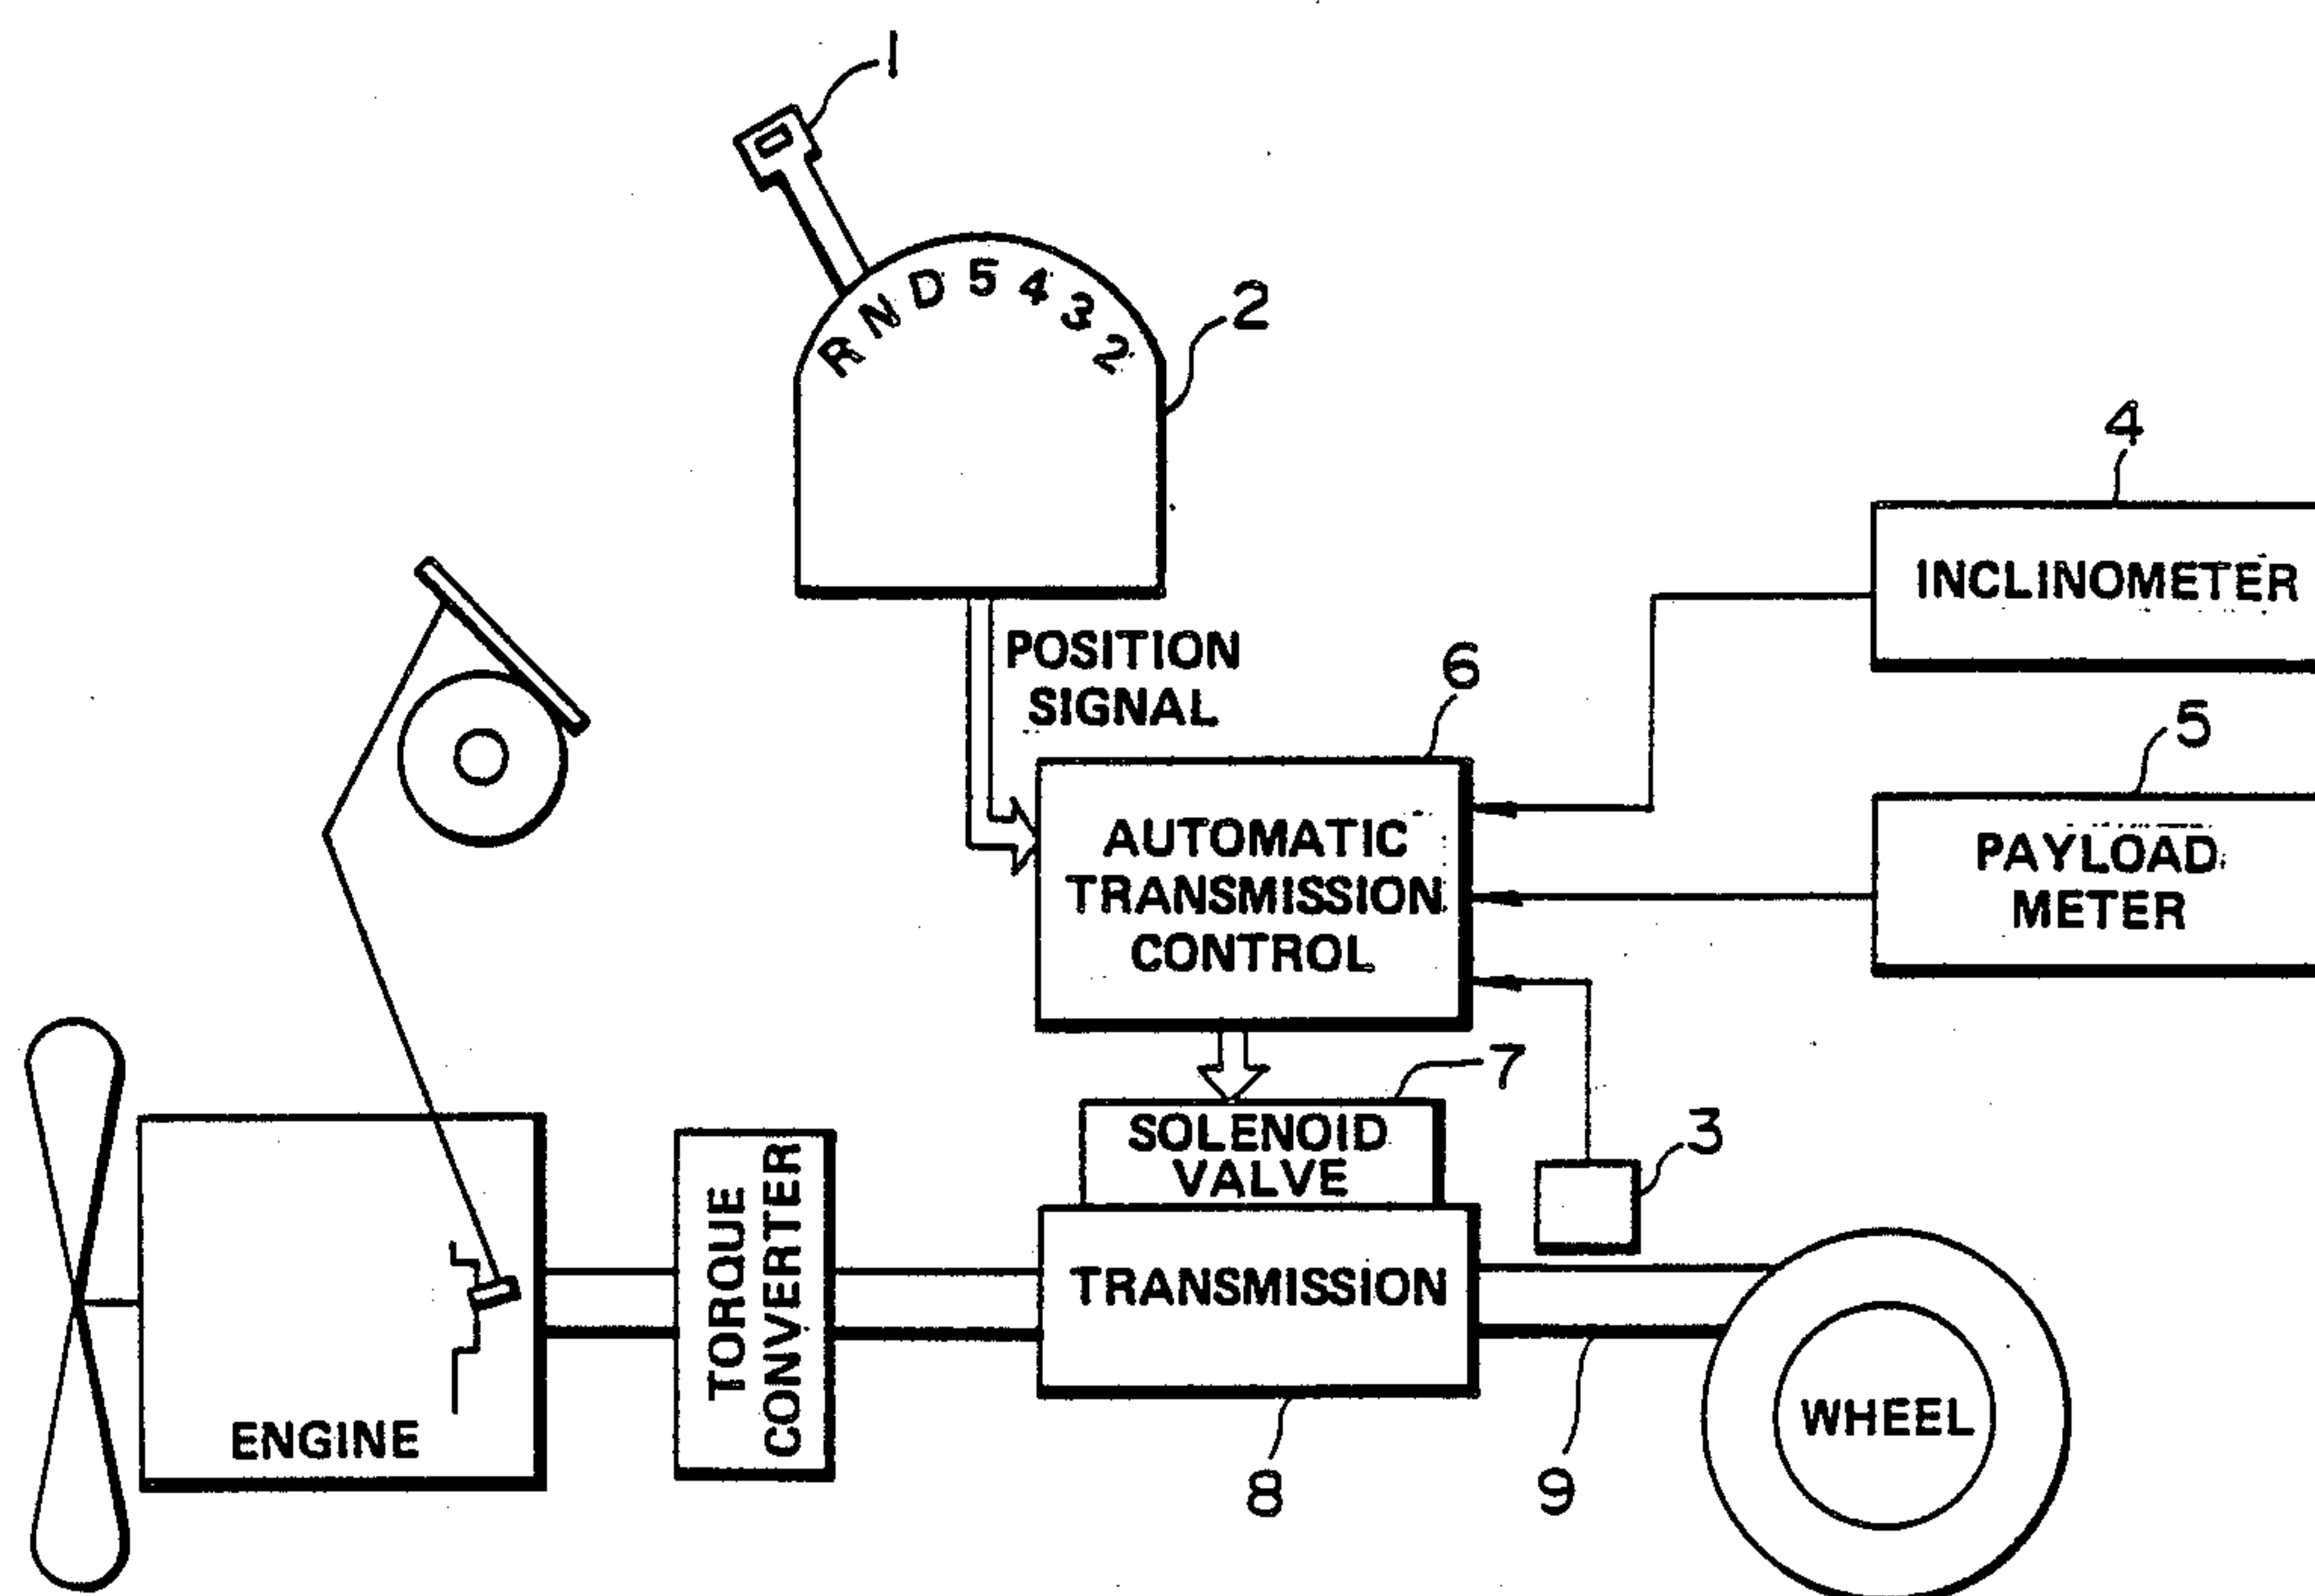 1
R N D 5 4 3 2
2
4
INCLINOMETER
POSITION
SIGNAL
6
5
AUTOMATIC
TRANSMISSION
CONTROL
PAYLOAD
METER
7
SOLENOID
VALVE
3
TORQUE
CONVERTER
TRANSMISSION
ENGINE
WHEEL
8
9